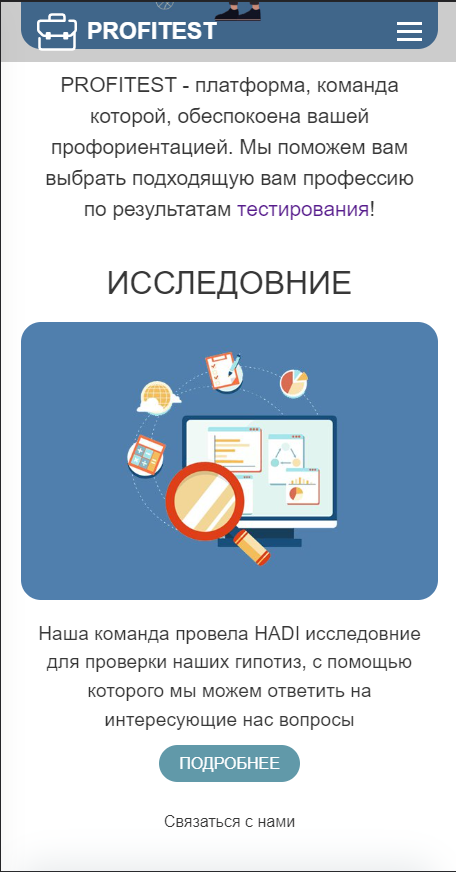 PROFITEST
PROFITEST - платформа, команда
которой, обеспокоена вашей
профориентацией. Мы поможем вам
выбрать подходящую вам профессию
по результатам тестирования!
ИССЛЕДОВНИЕ
Наша команда провела HADI исследовние
для проверки наших гипотиз, с помощью
которого мы можем ответить на
интересующие нас вопросы
ПОДРОБНЕЕ
Связаться с нами